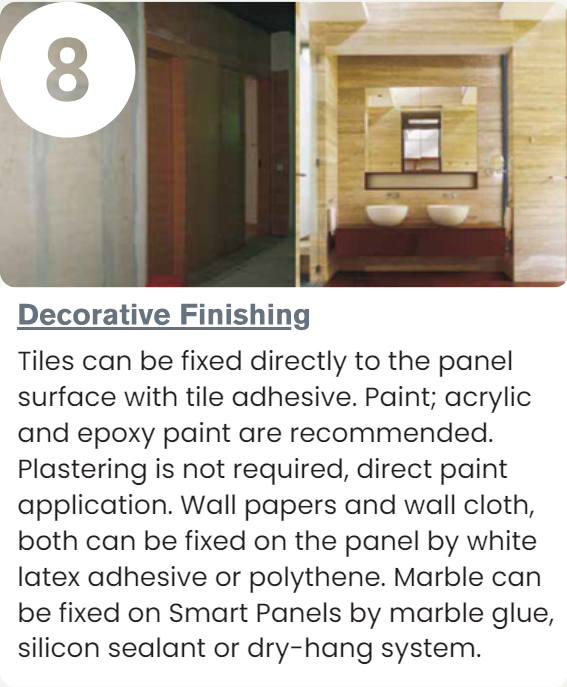 8
Decorative Finishing
Tiles can be fixed directly to the panel
surface with tile adhesive. Paint; acrylic
and epoxy paint are recommended.
Plastering is not required, direct paint
application. Wall papers and wall cloth,
both can be fixed on the panel by white
latex adhesive or polythene. Marble can
be fixed on Smart Panels by marble glue,
silicon sealant or dry-hang system.